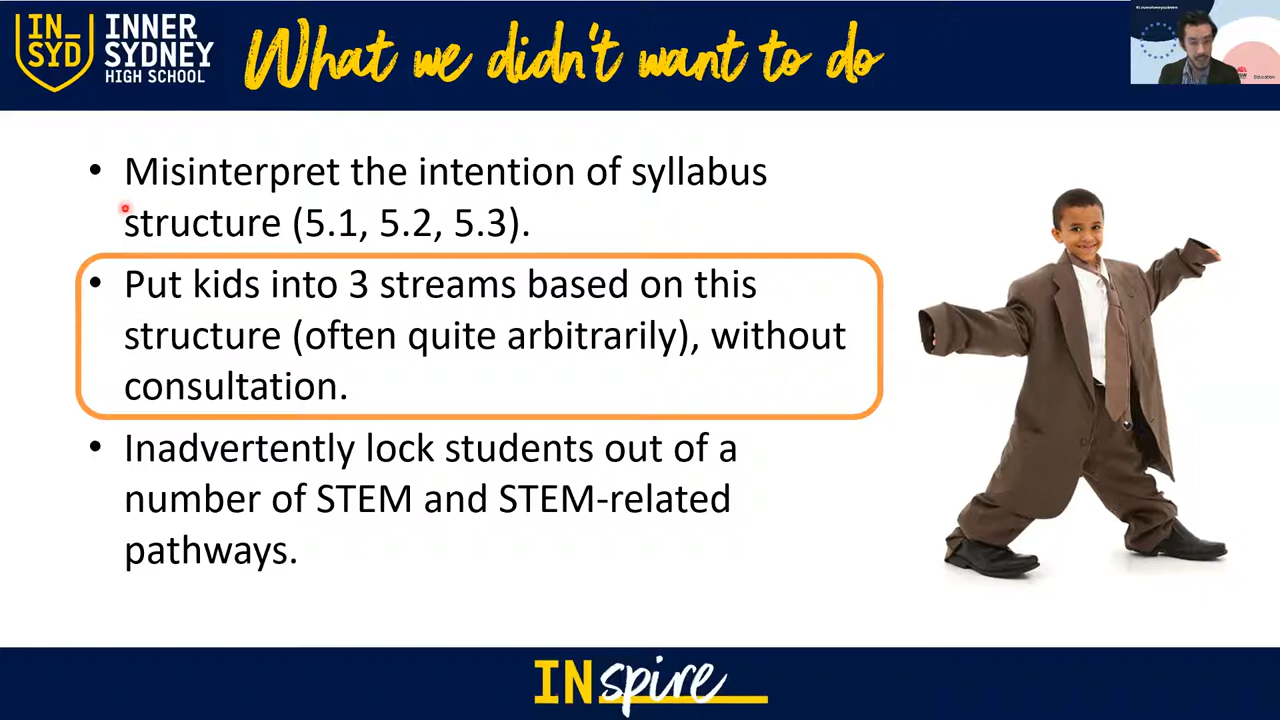 IN_
SYD
INNER
SYDNEY
HIGH SCHOOL
What we didn't want to do
• Misinterpret the intention of syllabus
structure (5.1, 5.2, 5.3).
• Put kids into 3 streams based on this
structure (often quite arbitrarily), without
consultation.
• Inadvertently lock students out of a
number of STEM and STEM-related
pathways.
Education
INspire